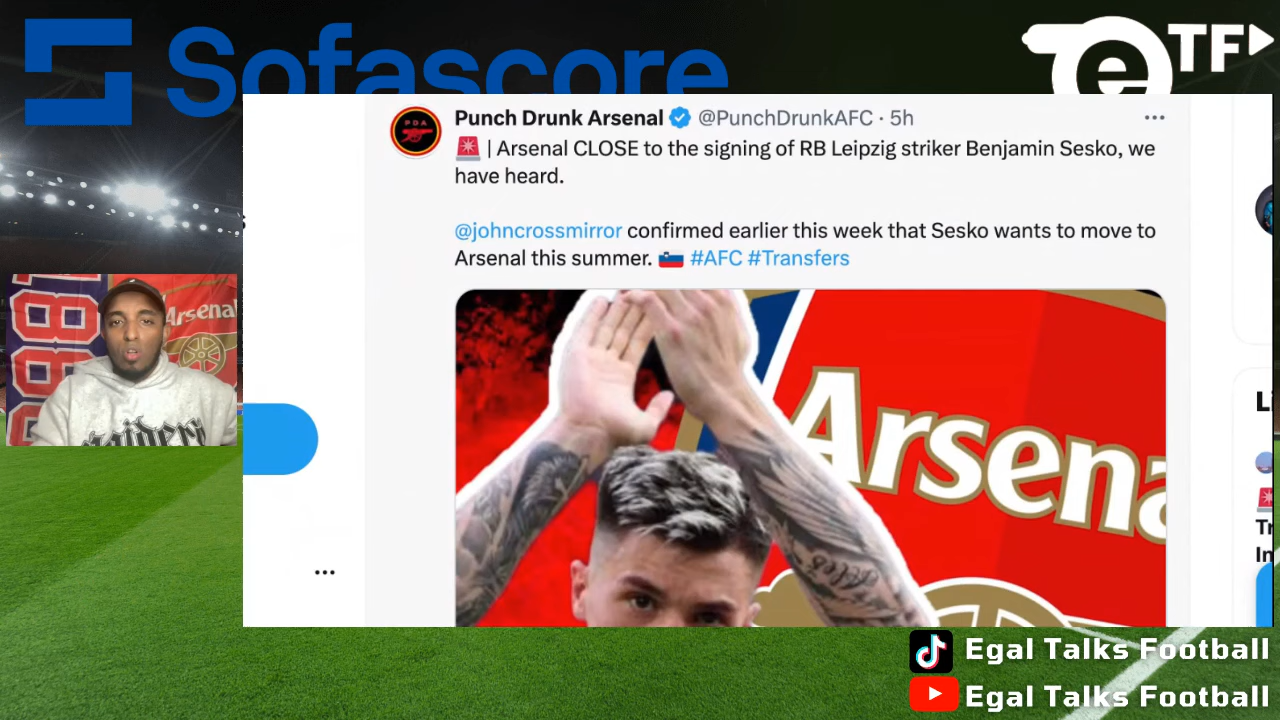 Sofascore
eTF
Punch Drunk Arsenal @PunchDrunkAFC · 5h
| Arsenal CLOSE to the signing of RB Leipzig striker Benjamin Sesko, we
have heard.
@johncrossmirror confirmed earlier this week that Sesko wants to move to
Arsenal this summer. #AFC #Transfers
Arsenal
Arsena
Egal Talks Football
Egal Talks Football